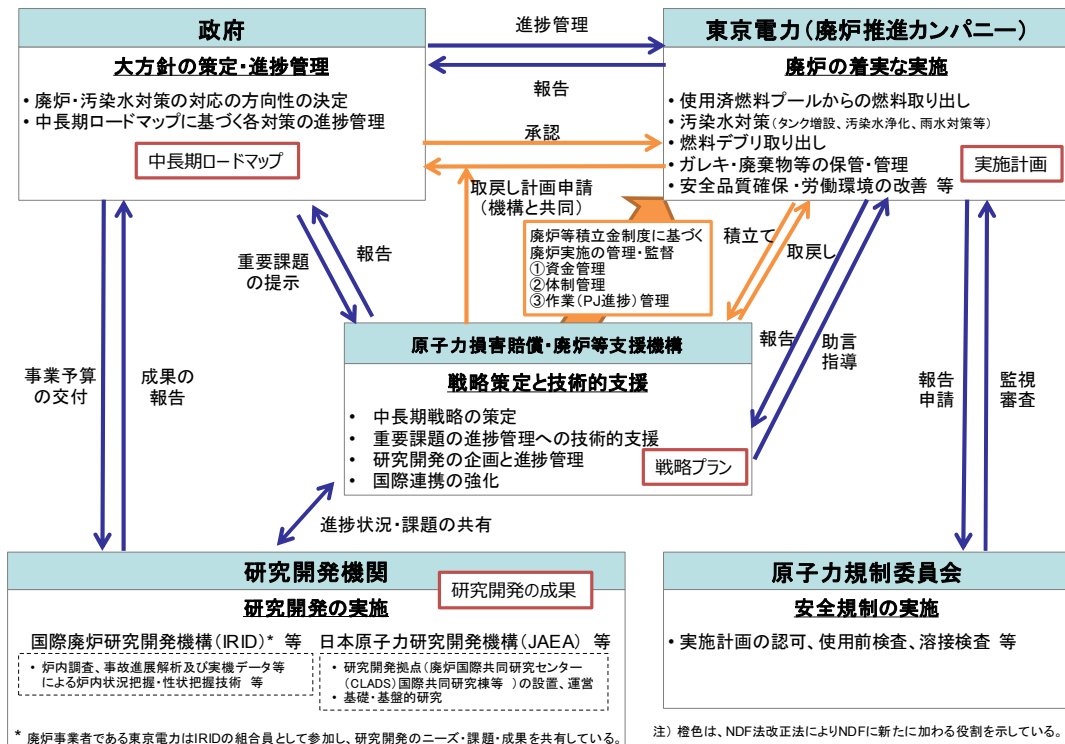 政府
大方針の策定・進捗管理
・廃炉・汚染水対策の対応の方向性の決定
・中長期ロードマップに基づく各対策の進捗管理
中長期ロードマップ
進捗管理
報告
承認
取戻し計画申請
(機構と共同)
東京電力(廃炉推進カンパニー)
廃炉の着実な実施
・使用済燃料プールからの燃料取り出し
・汚染水対策(タンク増設、汚染水浄化、雨水対策等)
・燃料デブリ取り出し
・ガレキ・廃棄物等の保管・管理
・安全品質確保・労働環境の改善 等
実施計画
重要課題
の提示
報告
廃炉等積立金制度に基づく
廃炉実施の管理・監督
①資金管理
②体制管理
③作業(PJ進捗)管理
積立て
取戻し
原子力損害賠償・廃炉等支援機構
戦略策定と技術的支援
・ 中長期戦略の策定
・ 重要課題の進捗管理への技術的支援
・ 研究開発の企画と進捗管理
・ 国際連携の強化
戦略プラン
報告
助言
指導
事業予算
の交付
成果の
報告
報告
申請
監視
審査
進捗状況・課題の共有
研究開発機関
研究開発の実施
研究開発の成果
国際廃炉研究開発機構(IRID)* 等
・ 炉内調査、事故進展解析及び実機データ等
による炉内状況把握・性状把握技術 等
日本原子力研究開発機構(JAEA) 等
・ 研究開発拠点(廃炉国際共同研究センター
(CLADS)国際共同研究棟等 )の設置、運営
・ 基礎・基盤的研究
* 廃炉事業者である東京電力はIRIDの組合員として参加し、研究開発のニーズ・課題・成果を共有している。
原子力規制委員会
安全規制の実施
・実施計画の認可、使用前検査、溶接検査 等
注) 橙色は、NDF法改正法によりNDFに新たに加わる役割を示している。